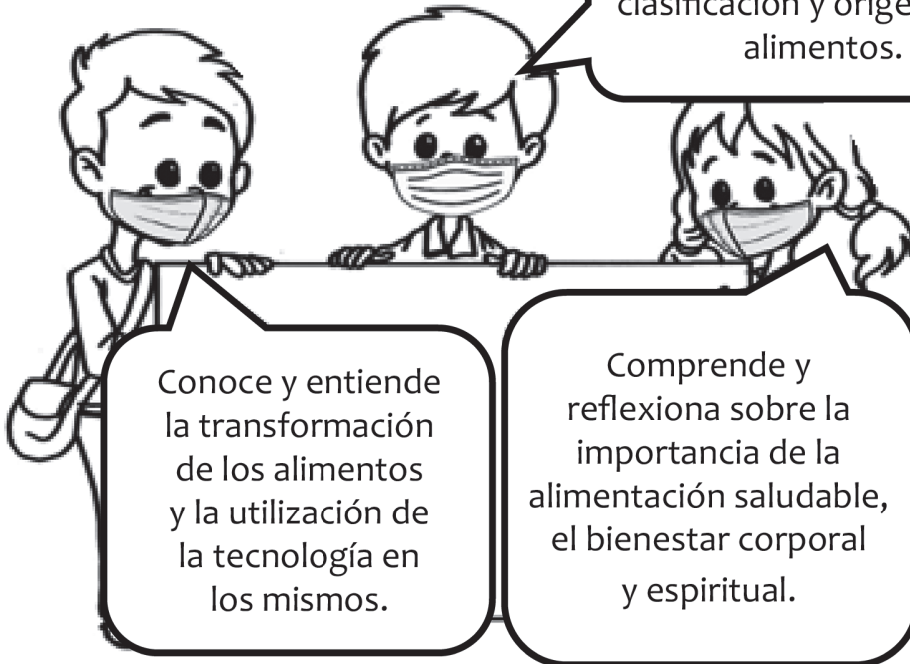 clasificación y
alimentos.
Conoce y entiende
la transformación
de los alimentos
y la utilización de
la tecnología en
los mismos.
Comprende y
reflexiona sobre la
importancia de la
alimentación saludable,
el bienestar corporal
y espiritual.